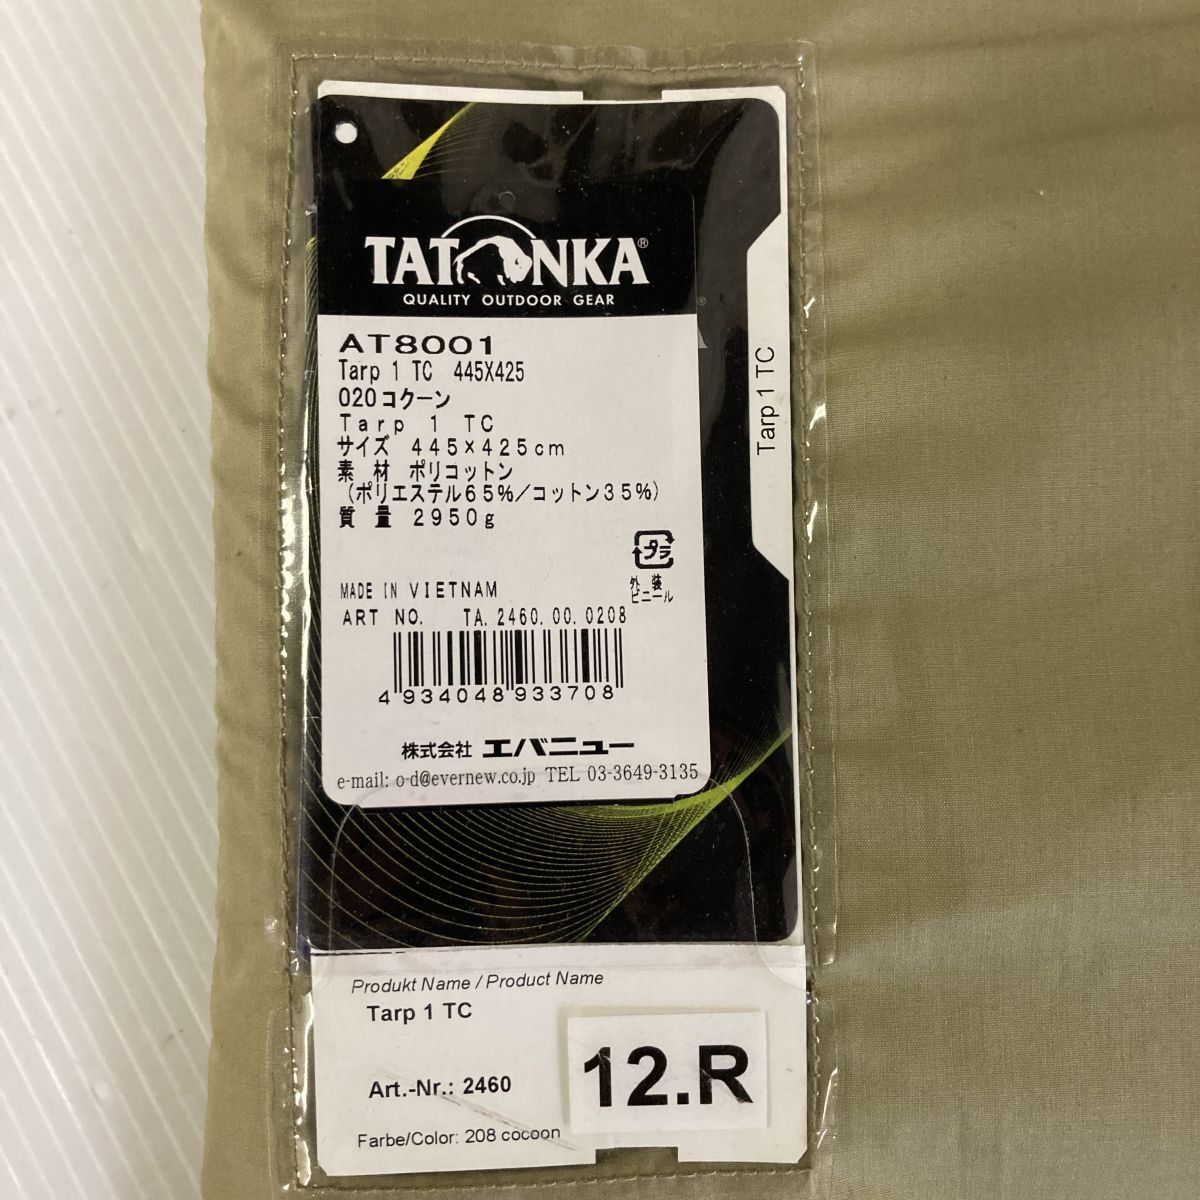 TATONKA®
QUALITY OUTDOOR GEAR
AT8001
Tarp 1 TC 445X425
020コクーン
Tarp 1 TC
サイズ 445×425cm
素 材 ポリコットン
(ポリエステル65%/コットン35%)
質 量 2950g
プラ
外 装
ビニール
MADE IN VIETNAM
ART NO. TA.2460.00.0208
4 934048 933708
株式会社 エバニュー
e-mail: o-d@evernew.co.jp TEL 03-3649-3135
Tarp 1 TC
Produkt Name / Product Name
Tarp 1 TC
Art.-Nr.: 2460
12.R
Farbe/Color: 208 cocoon